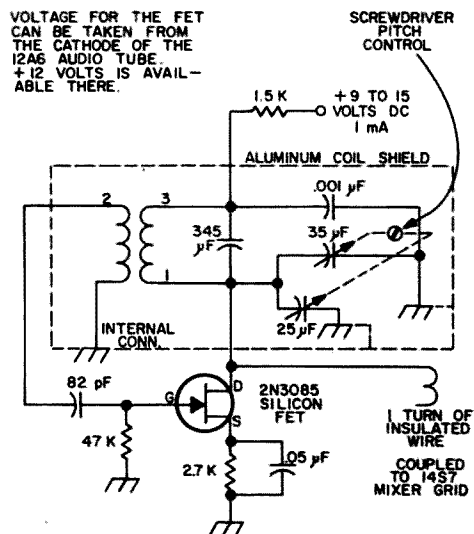 VOLTAGE FOR THE FET
CAN BE TAKEN FROM
THE CATHODE OF THE
12A6 AUDIO TUBE.
+12 VOLTS IS AVAIL-
ABLE THERE.
SCREWDRIVER
PITCH
CONTROL
1.5 K
+9 TO 15
VOLTS DC
1 mA
ALUMINUM COIL SHIELD
2
3
.001 µF
345
µF
35 µF
1
25 µF
INTERNAL
CONN.
82 pF
G
D
S
2N3085
SILICON
FET
47 K
2.7 K
.05 µF
1 TURN OF
INSULATED
WIRE
COUPLED
TO 14S7
MIXER GRID